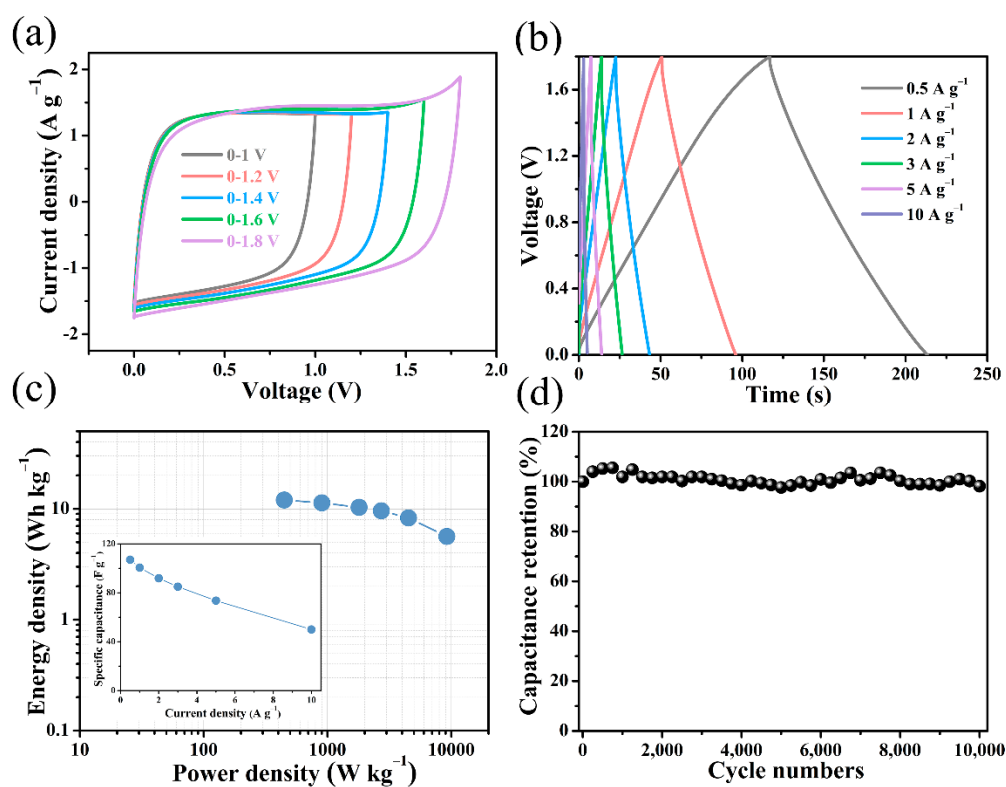 (a)
Current density (A g⁻¹)
2
1
0
-1
-2
0-1 V
0-1.2 V
0-1.4 V
0-1.6 V
0-1.8 V
0.0
0.5
1.0
1.5
2.0
Voltage (V)
(b)
Voltage (V)
1.8
1.2
0.6
0.0
0.5 A g⁻¹
1 A g⁻¹
2 A g⁻¹
3 A g⁻¹
5 A g⁻¹
10 A g⁻¹
0
50
100
150
200
250
Time (s)
(c)
Energy density (Wh kg⁻¹)
10
1
0.1
Specific capacitance (F g⁻¹)
120
80
40
0
2
4
6
8
10
Current density (A g⁻¹)
10
100
1000
10000
Power density (W kg⁻¹)
(d)
Capacitance retention (%)
120
100
80
60
40
20
0
0
2,000
4,000
6,000
8,000
10,000
Cycle numbers